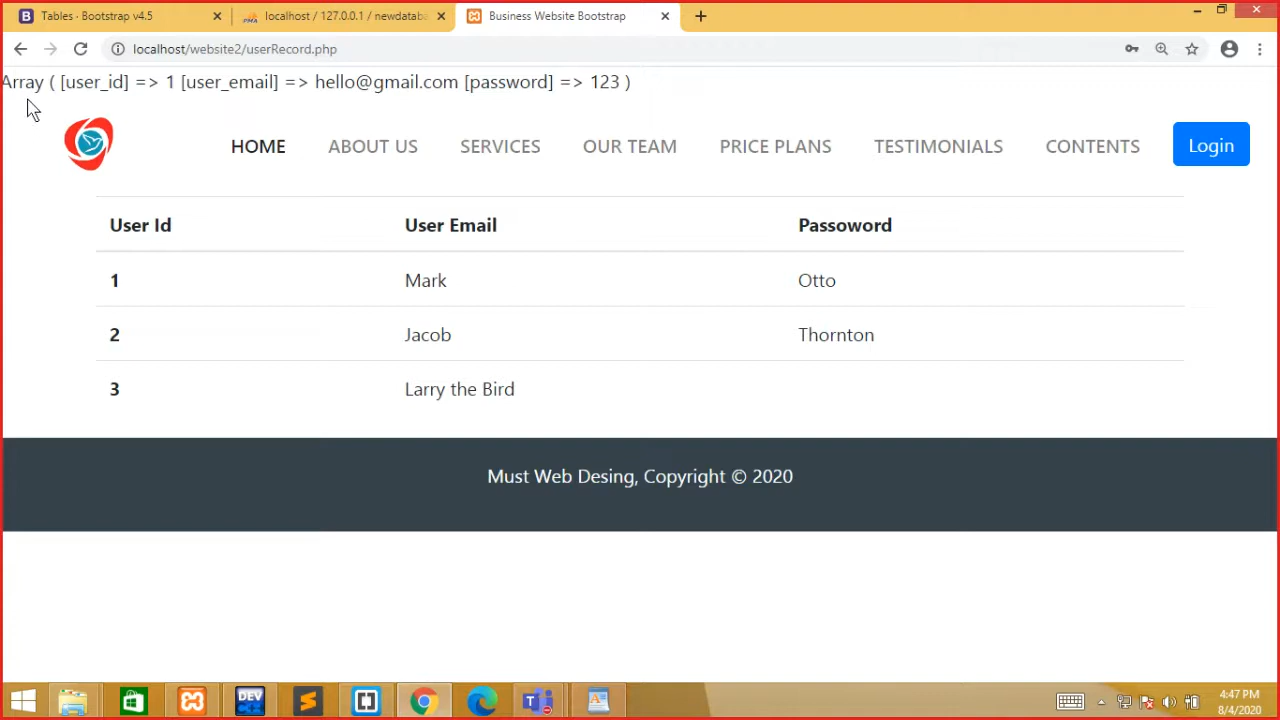 Tables · Bootstrap v4.5
localhost / 127.0.0.1 / newdataba
Business Website Bootstrap
localhost/website2/userRecord.php
Array ( [user_id] => 1 [user_email] => hello@gmail.com [password] => 123 )
HOME ABOUT US SERVICES OUR TEAM PRICE PLANS TESTIMONIALS CONTENTS Login
User Id User Email Passoword
1 Mark Otto
2 Jacob Thornton
3 Larry the Bird
Must Web Desing, Copyright © 2020
DEV
4:47 PM
8/4/2020